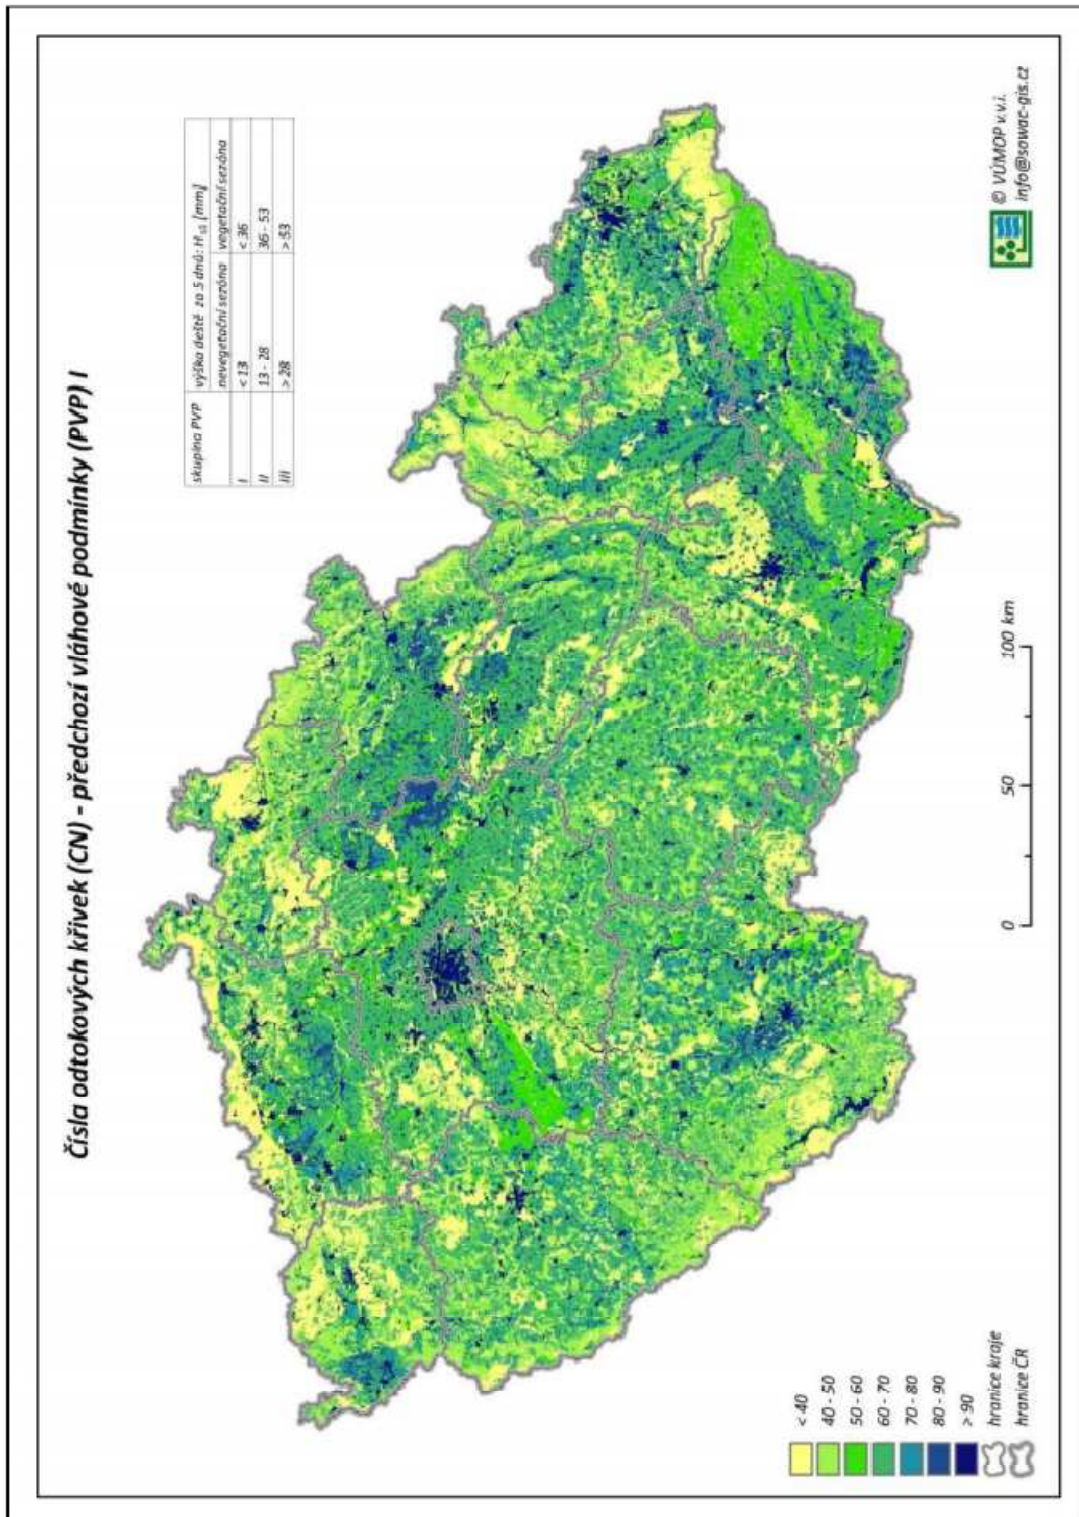 Čísla odtokových křivek (CN) - předchozí vláhové podmínky (PVP) I
skupina PVP výška deště za 5 dnů: [mm]
nevegetační sezóna vegetační sezóna
I < 13 < 36
II 13 - 28 36 - 53
III > 28 > 53
< 40
40 - 50
50 - 60
60 - 70
70 - 80
80 - 90
> 90
hranice kraje
hranice ČR
0 50 100 km
© VÚMOP v.v.i.
info@sowac-gis.cz